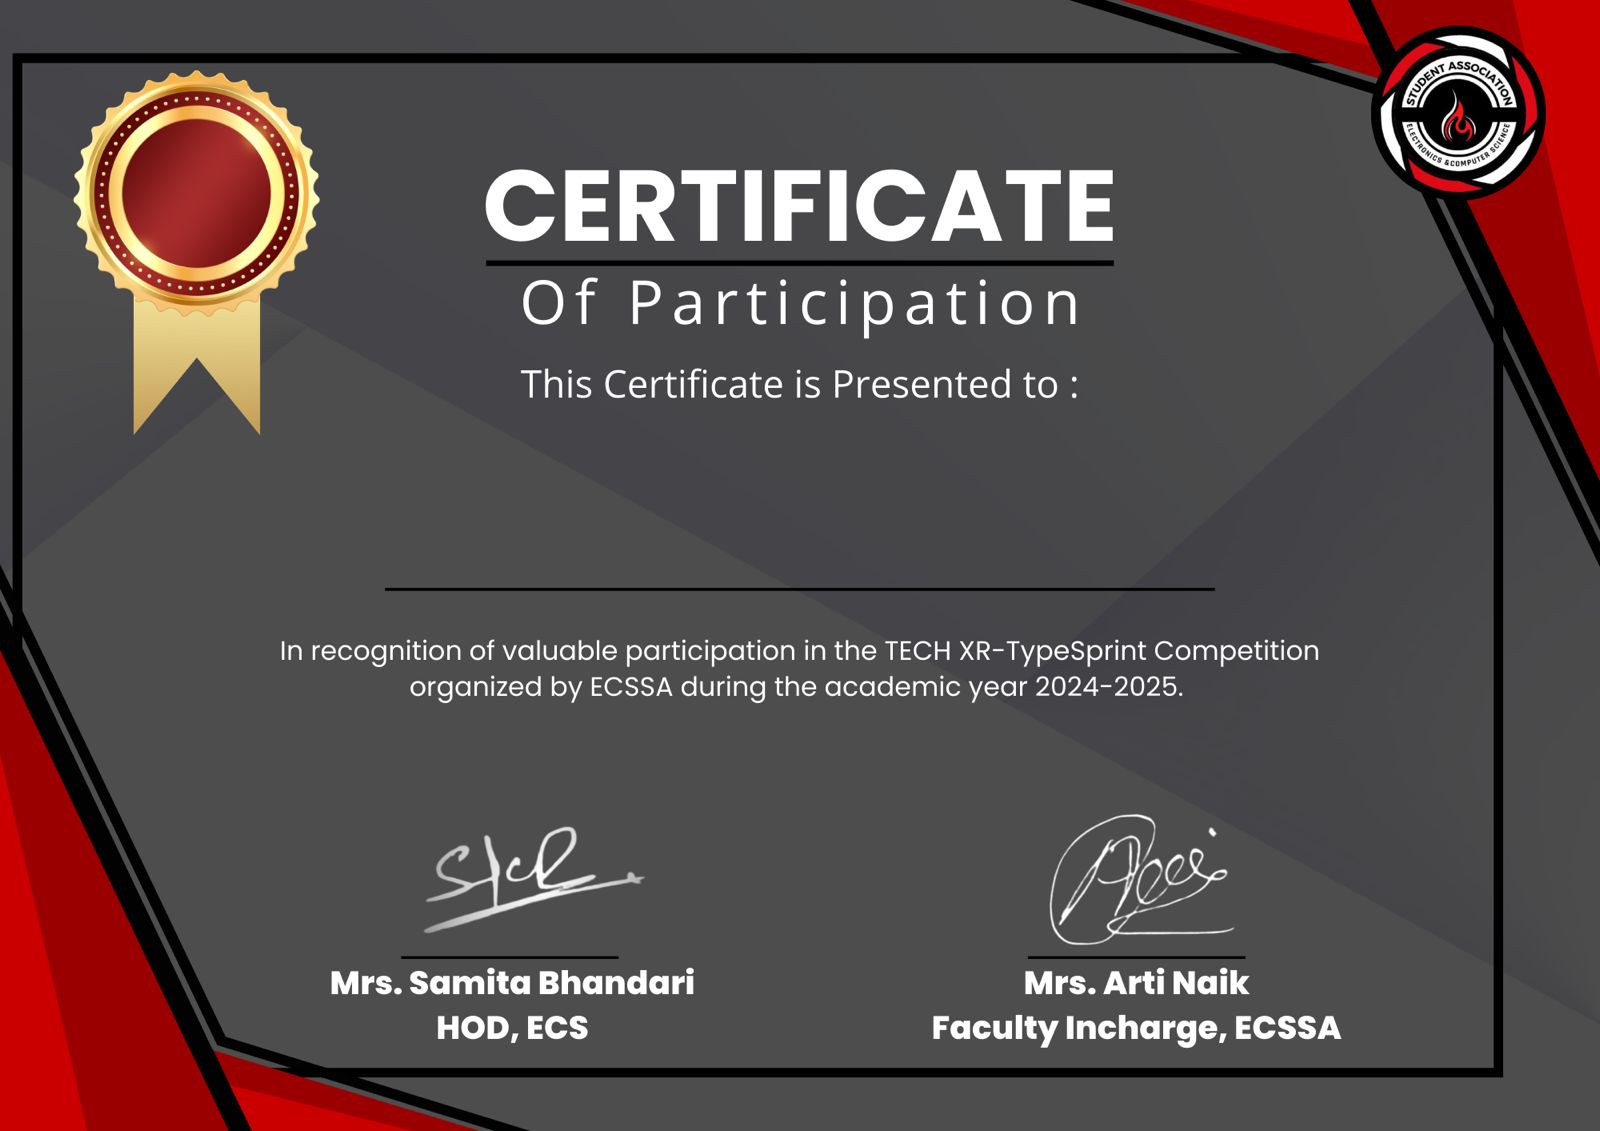 STUDENT ASSOCIATION
ELECTRONICS & COMPUTER SCIENCE
CERTIFICATE
Of Participation
This Certificate is Presented to :
In recognition of valuable participation in the TECH XR-TypeSprint Competition
organized by ECSSA during the academic year 2024-2025.
Mrs. Samita Bhandari
HOD, ECS
Mrs. Arti Naik
Faculty Incharge, ECSSA